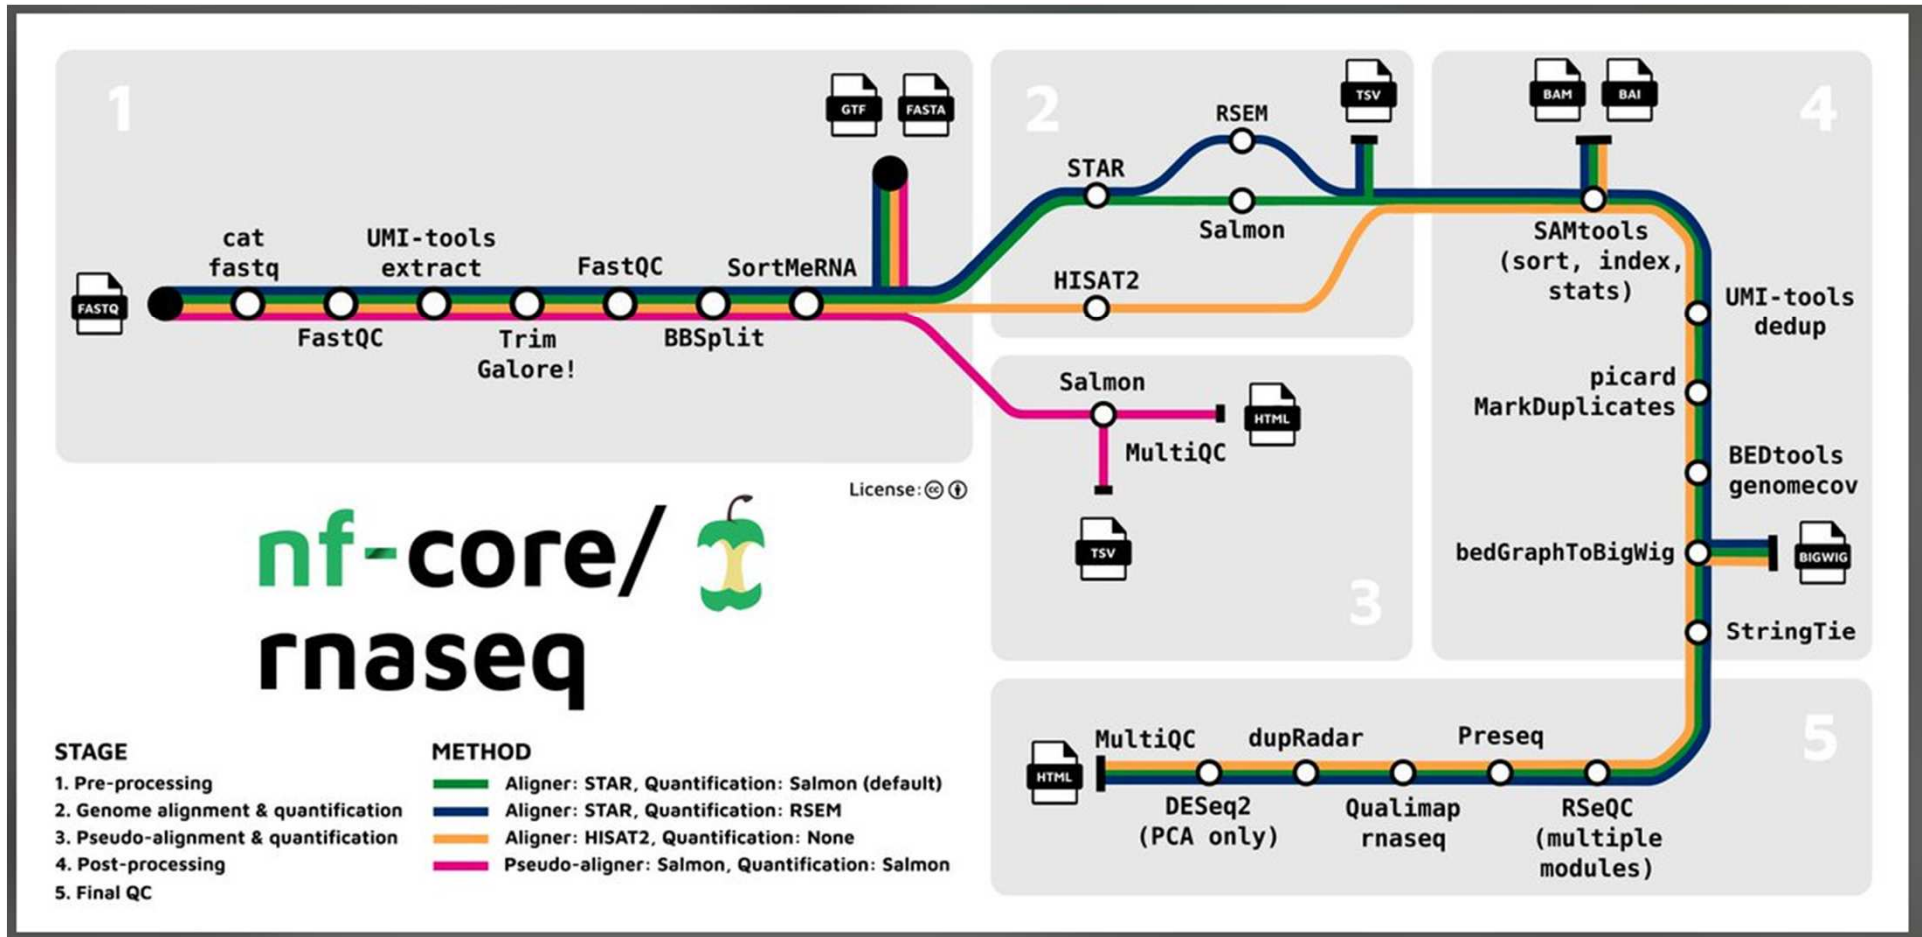 1
GTF
FASTA
cat
fastq
UMI-tools
extract
FastQC
SortMeRNA
FASTQ
FastQC
Trim
Galore!
BBSplit
2
RSEM
TSV
STAR
Salmon
HISAT2
BAM
BAI
4
SAMtools
(sort, index,
stats)
UMI-tools
dedup
picard
MarkDuplicates
BEDtools
genomecov
bedGraphToBigWig
BIGWIG
StringTie
Salmon
HTML
MultiQC
TSV
3
License:
cc
nf-core/
rnaseq
STAGE
1. Pre-processing
2. Genome alignment & quantification
3. Pseudo-alignment & quantification
4. Post-processing
5. Final QC
METHOD
Aligner: STAR, Quantification: Salmon (default)
Aligner: STAR, Quantification: RSEM
Aligner: HISAT2, Quantification: None
Pseudo-aligner: Salmon, Quantification: Salmon
5
MultiQC
dupRadar
Preseq
HTML
DESeq2
(PCA only)
Qualimap
rnaseq
RSeQC
(multiple
modules)